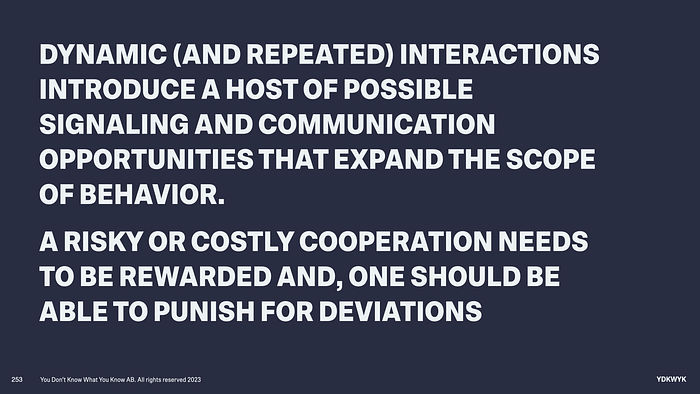 DYNAMIC (AND REPEATED) INTERACTIONS
INTRODUCE A HOST OF POSSIBLE
SIGNALING AND COMMUNICATION
OPPORTUNITIES THAT EXPAND THE SCOPE
OF BEHAVIOR.
A RISKY OR COSTLY COOPERATION NEEDS
TO BE REWARDED AND, ONE SHOULD BE
ABLE TO PUNISH FOR DEVIATIONS
253 You Don't Know What You Know AB. All rights reserved 2023 YDKWYK